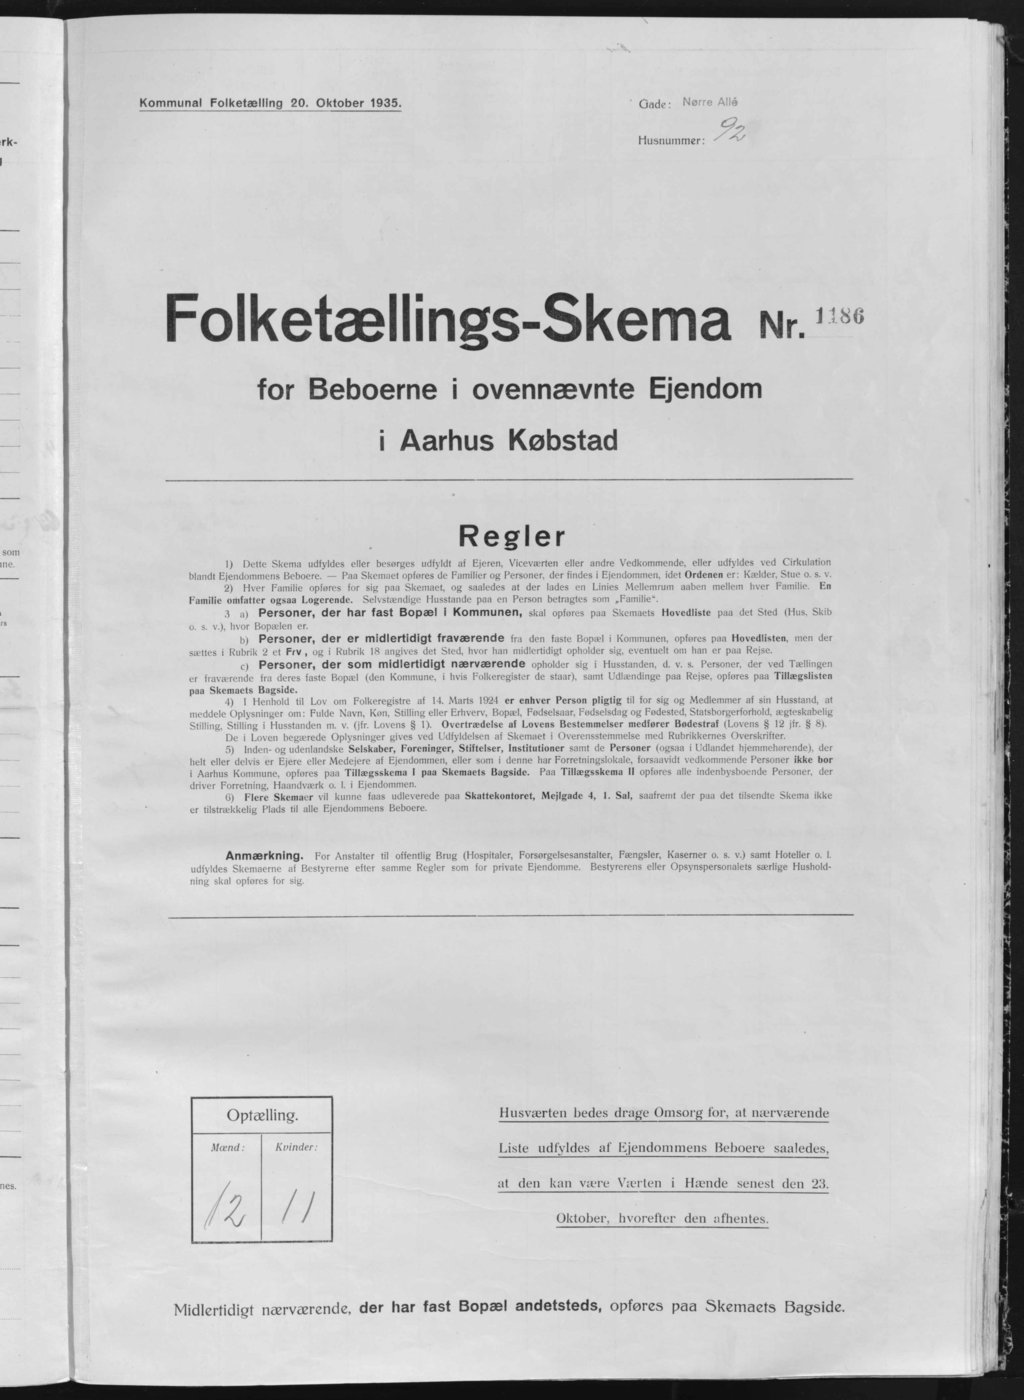 Kommunal Folketælling 20. Oktober 1935.
Gade: Nørre Allé
Husnummer: 92
Folketællings-Skema Nr. 1186
for Beboerne i ovennævnte Ejendom
i Aarhus Købstad
Regler
1) Dette Skema udfyldes eller besørges udfyldt af Ejeren, Viceværten eller andre Vedkommende, eller udfyldes ved Cirkulation
blandt Ejendommens Beboere. — Paa Skemaet opføres de Familier og Personer, der findes i Ejendommen, idet Ordenen er: Kælder, Stue o. s. v.
2) Hver Familie opføres for sig paa Skemaet, og saaledes at der lades en Linies Mellemrum aaben mellem hver Familie. En
Familie omfatter ogsaa Logerende. Selvstændige Husstande paa en Person betragtes som „Familie“.
3 a) Personer, der har fast Bopæl i Kommunen, skal opføres paa Skemaets Hovedliste paa det Sted (Hus, Skib
o. s. v.), hvor Bopælen er.
b) Personer, der er midlertidigt fraværende fra den faste Bopæl i Kommunen, opføres paa Hovedlisten, men der
sættes i Rubrik 2 et Frv, og i Rubrik 18 angives det Sted, hvor han midlertidigt opholder sig, eventuelt om han er paa Rejse.
c) Personer, der som midlertidigt nærværende opholder sig i Husstanden, d. v. s. Personer, der ved Tællingen
er fraværende fra deres faste Bopæl (den Kommune, i hvis Folkeregister de staar), samt Udlændinge paa Rejse, opføres paa Tillægslisten
paa Skemaets Bagside.
4) I Henhold til Lov om Folkeregistre af 14. Marts 1924 er enhver Person pligtig til for sig og Medlemmer af sin Husstand, at
meddele Oplysninger om: Fulde Navn, Køn, Stilling eller Erhverv, Bopæl, Fødselsaar, Fødselsdag og Fødested, Statsborgerforhold, ægteskabelig
Stilling, Stilling i Husstanden m. v. (jfr. Lovens § 1). Overtrædelse af Lovens Bestemmelser medfører Bødestraf (Lovens § 12 jfr. § 8).
De i Loven begærede Oplysninger gives ved Udfyldelsen af Skemaet i Overensstemmelse med Rubrikkernes Overskrifter.
5) Inden- og udenlandske Selskaber, Foreninger, Stiftelser, Institutioner samt de Personer (ogsaa i Udlandet hjemmehørende), der
helt eller delvis er Ejere eller Medejere af Ejendommen, eller som i denne har Forretningslokale, forsaavidt vedkommende Personer ikke bor
i Aarhus Kommune, opføres paa Tillægsskema I paa Skemaets Bagside. Paa Tillægsskema II opføres alle indenbysboende Personer, der
driver Forretning, Haandværk o. l. i Ejendommen.
6) Flere Skemaer vil kunne faas udleverede paa Skattekontoret, Mejlgade 4, 1. Sal, saafremt der paa det tilsendte Skema ikke
er tilstrækkelig Plads til alle Ejendommens Beboere.
Anmærkning. For Anstalter til offentlig Brug (Hospitaler, Forsørgelsesanstalter, Fængsler, Kaserner o. s. v.) samt Hoteller o. l.
udfyldes Skemaerne af Bestyrerne efter samme Regler som for private Ejendomme. Bestyrerens eller Opsynspersonalets særlige Hushold-
ning skal opføres for sig.
Optælling.
Mænd: Kvinder:
12 11
Husværten bedes drage Omsorg for, at nærværende
Liste udfyldes af Ejendommens Beboere saaledes,
at den kan være Værten i Hænde senest den 23.
Oktober, hvorefter den afhentes.
Midlertidigt nærværende, der har fast Bopæl andetsteds, opføres paa Skemaets Bagside.